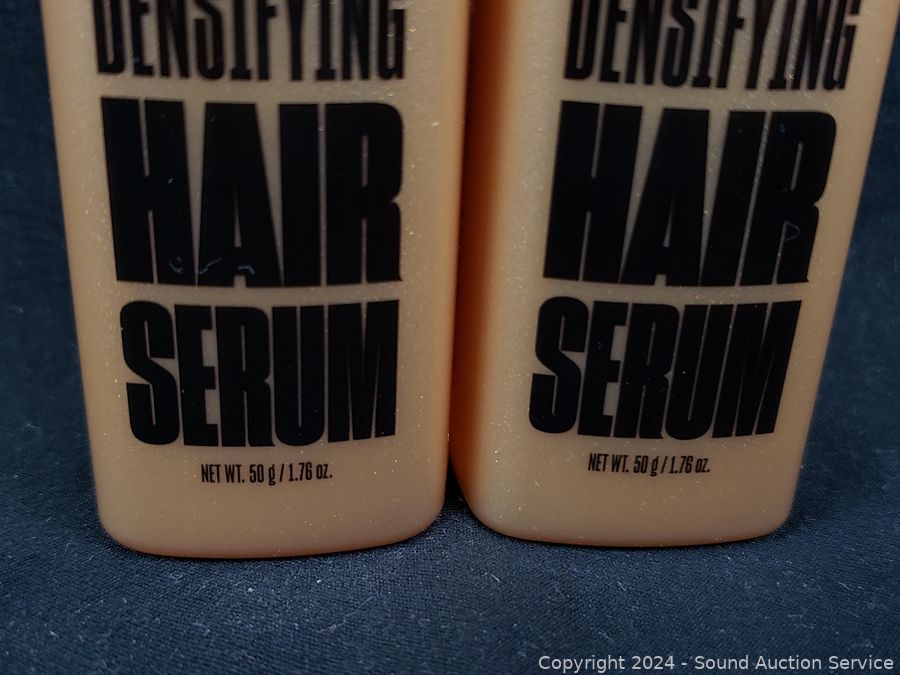 DENSIFYING
HAIR
SERUM
NET WT. 50 g / 1.76 oz.
DENSIFYING
HAIR
SERUM
NET WT. 50 g / 1.76 oz.
Copyright 2024 - Sound Auction Service